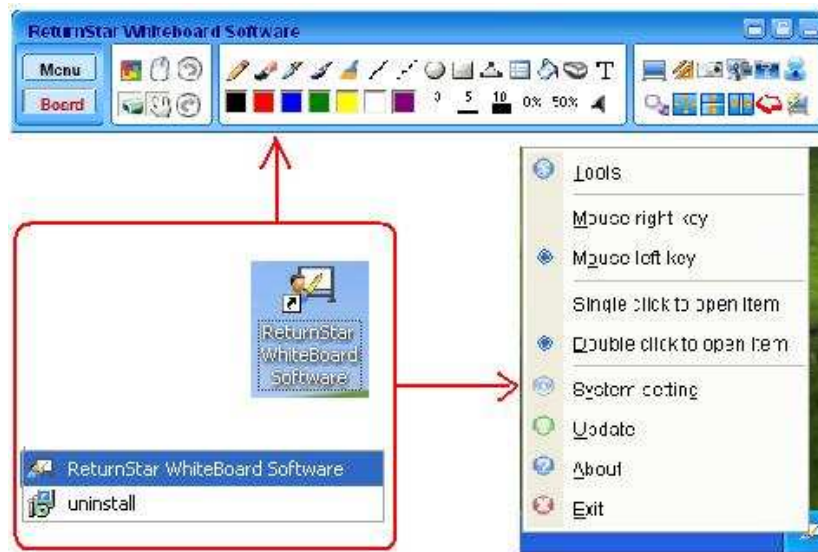 ReturnStar Whiteboard Software
Menu
T
Board
0 5 10 0% 50%
Tools
Mouse right key
Mouse left key
Single click to open item
Double click to open item
System setting
Update
About
Exit
ReturnStar
WhiteBoard
Software
ReturnStar WhiteBoard Software
uninstall